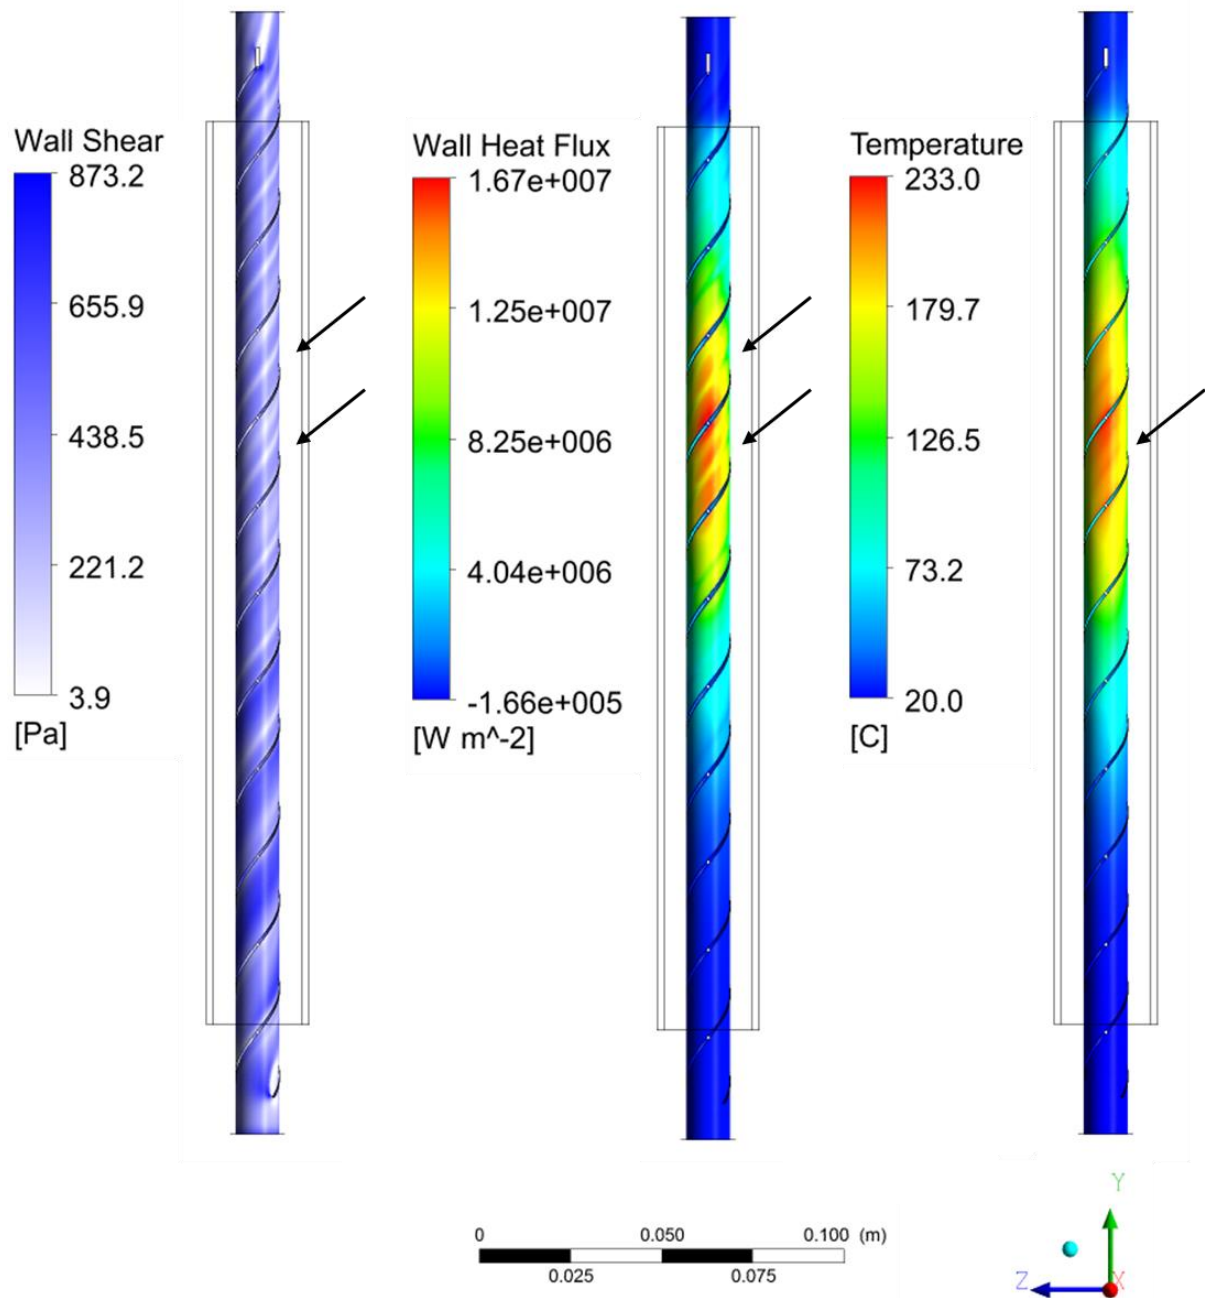 Wall Shear
873.2
655.9
438.5
221.2
3.9
[Pa]
Wall Heat Flux
1.67e+007
1.25e+007
8.25e+006
4.04e+006
-1.66e+005
[W m^-2]
Temperature
233.0
179.7
126.5
73.2
20.0
[C]
0 0.050 0.100 (m)
0.025 0.075
Y
Z X